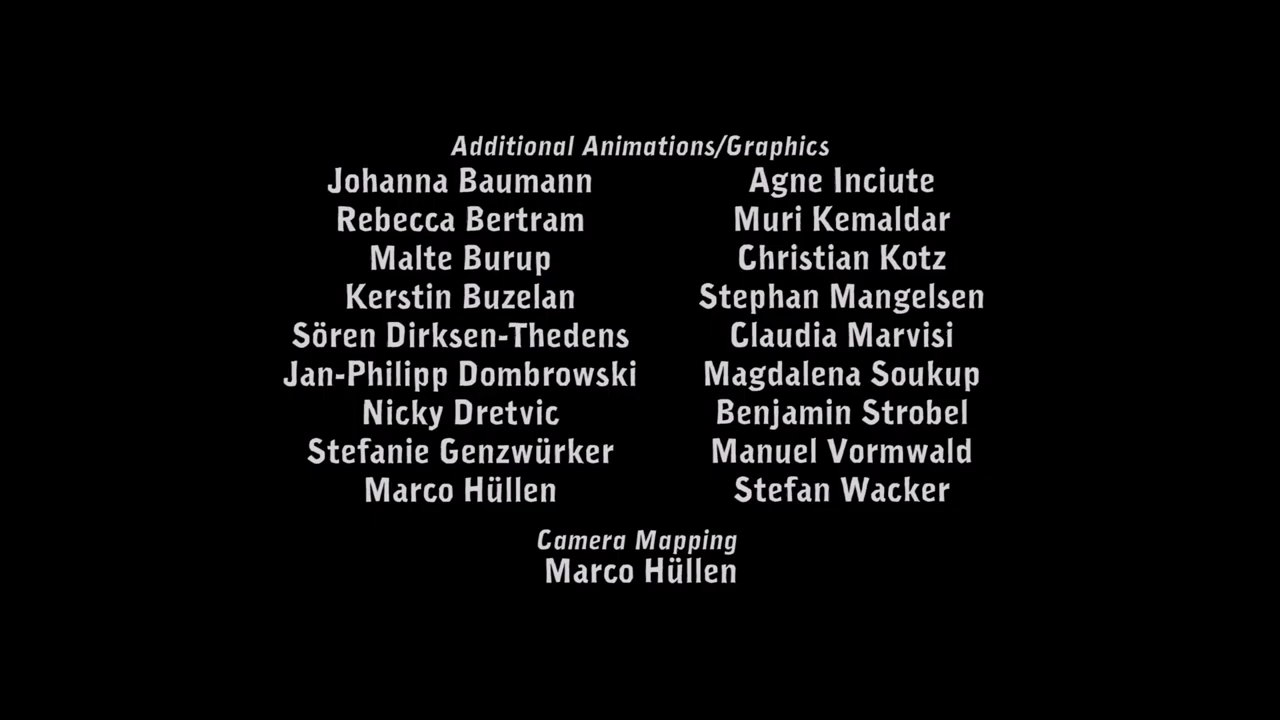 Additional Animations/Graphics
Johanna Baumann
Rebecca Bertram
Malte Burup
Kerstin Buzelan
Sören Dirksen-Thedens
Jan-Philipp Dombrowski
Nicky Dretvic
Stefanie Genzwürker
Marco Hüllen
Agne Inciute
Muri Kemaldar
Christian Kotz
Stephan Mangelsen
Claudia Marvisi
Magdalena Soukup
Benjamin Strobel
Manuel Vormwald
Stefan Wacker
Camera Mapping
Marco Hüllen